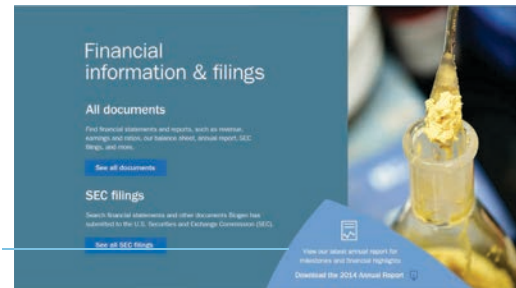 Financial
information & filings
All documents
Find financial statements and reports, such as revenue,
earnings and ratios, our balance sheet, annual report, SEC
filings, and more.
See all documents
SEC filings
Search financial statements and other documents Biogen has
submitted to the U.S. Securities and Exchange Commission (SEC).
See all SEC filings
View our latest annual report for
milestones and financial highlights
Download the 2014 Annual Report